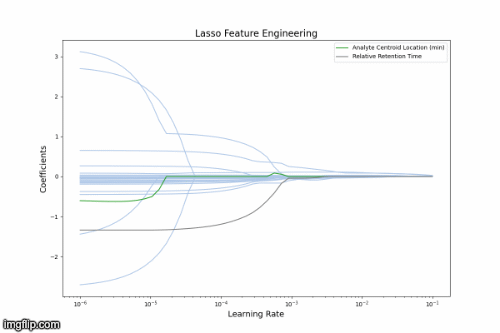 Lasso Feature Engineering
Analyte Centroid Location (min)
Relative Retention Time
Coefficients
3
2
1
0
−1
−2
10⁻⁶
10⁻⁵
10⁻⁴
10⁻³
10⁻²
10⁻¹
Learning Rate
imgflip.com